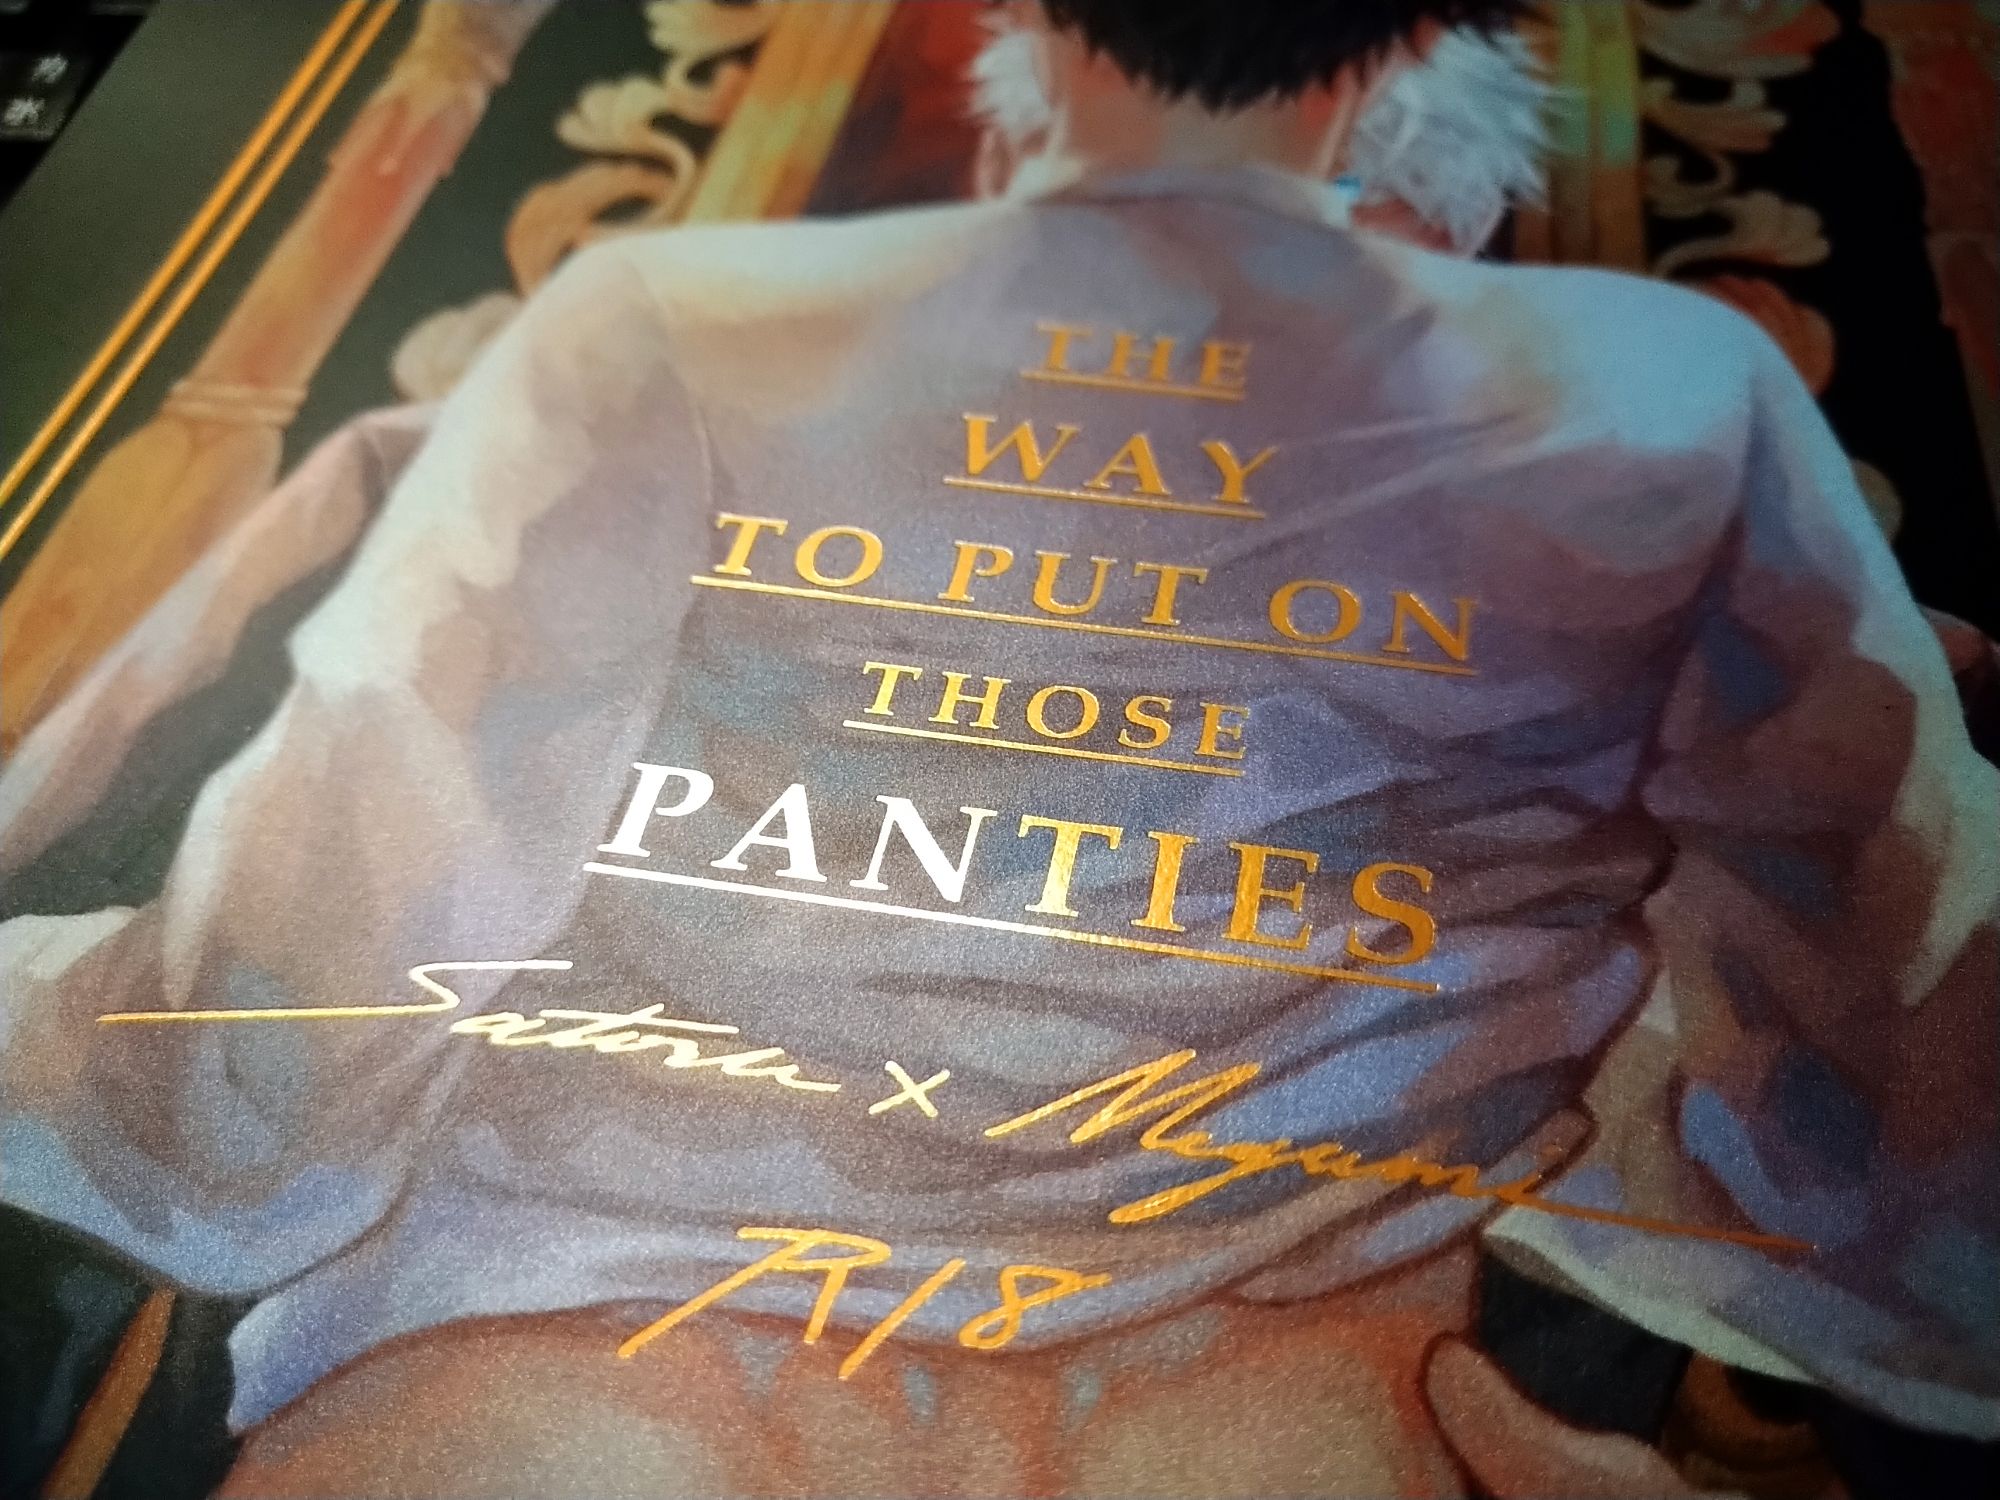 THE
WAY
TO PUT ON
THOSE
PANTIES
Satoru × Megumi
R18